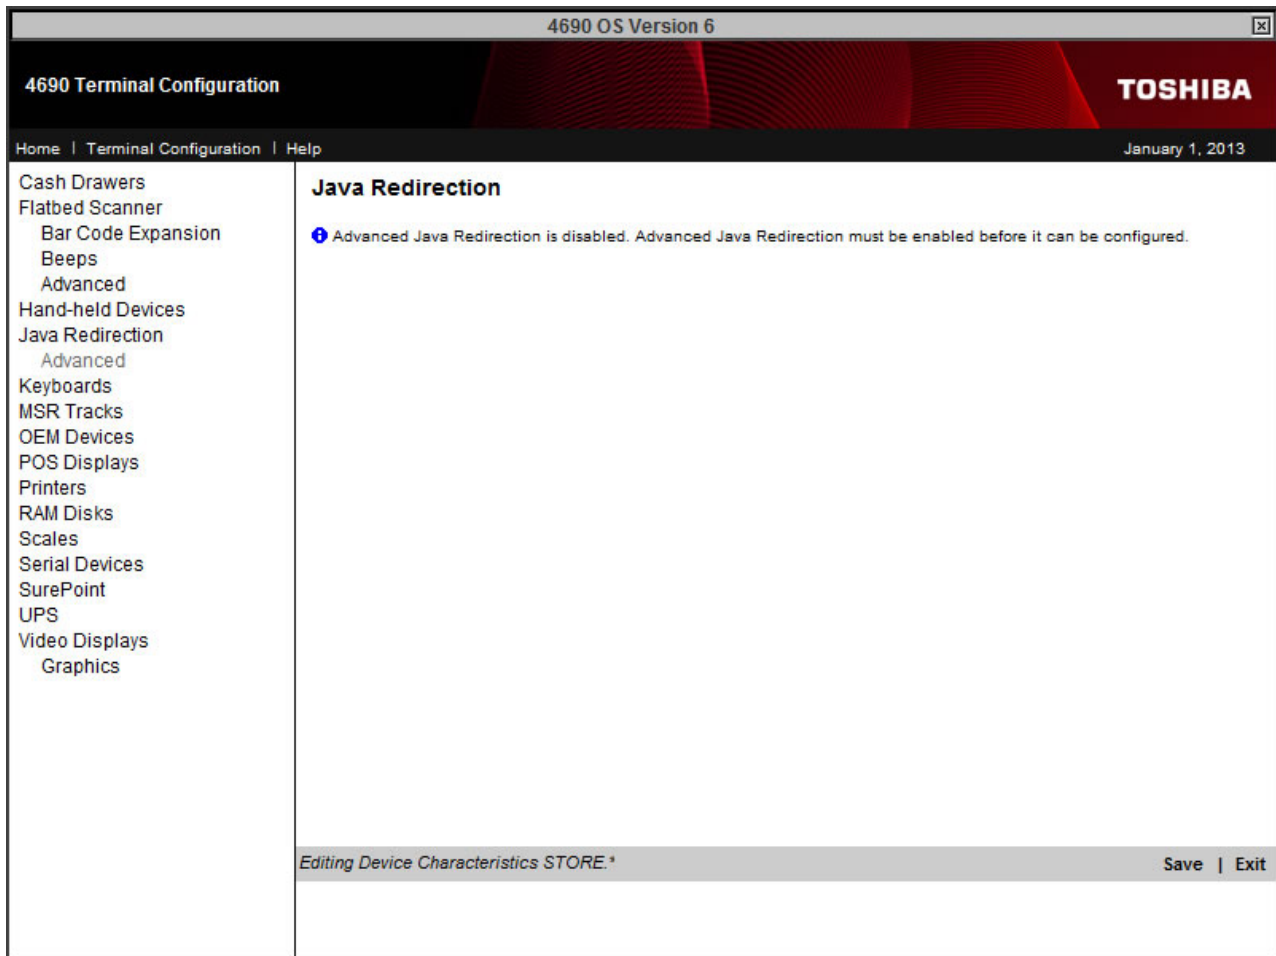 4690 OS Version 6
4690 Terminal Configuration
TOSHIBA
Home | Terminal Configuration | Help
January 1, 2013
Cash Drawers
Flatbed Scanner
Bar Code Expansion
Beeps
Advanced
Hand-held Devices
Java Redirection
Advanced
Keyboards
MSR Tracks
OEM Devices
POS Displays
Printers
RAM Disks
Scales
Serial Devices
SurePoint
UPS
Video Displays
Graphics
Java Redirection
Advanced Java Redirection is disabled. Advanced Java Redirection must be enabled before it can be configured.
Editing Device Characteristics STORE.*
Save | Exit